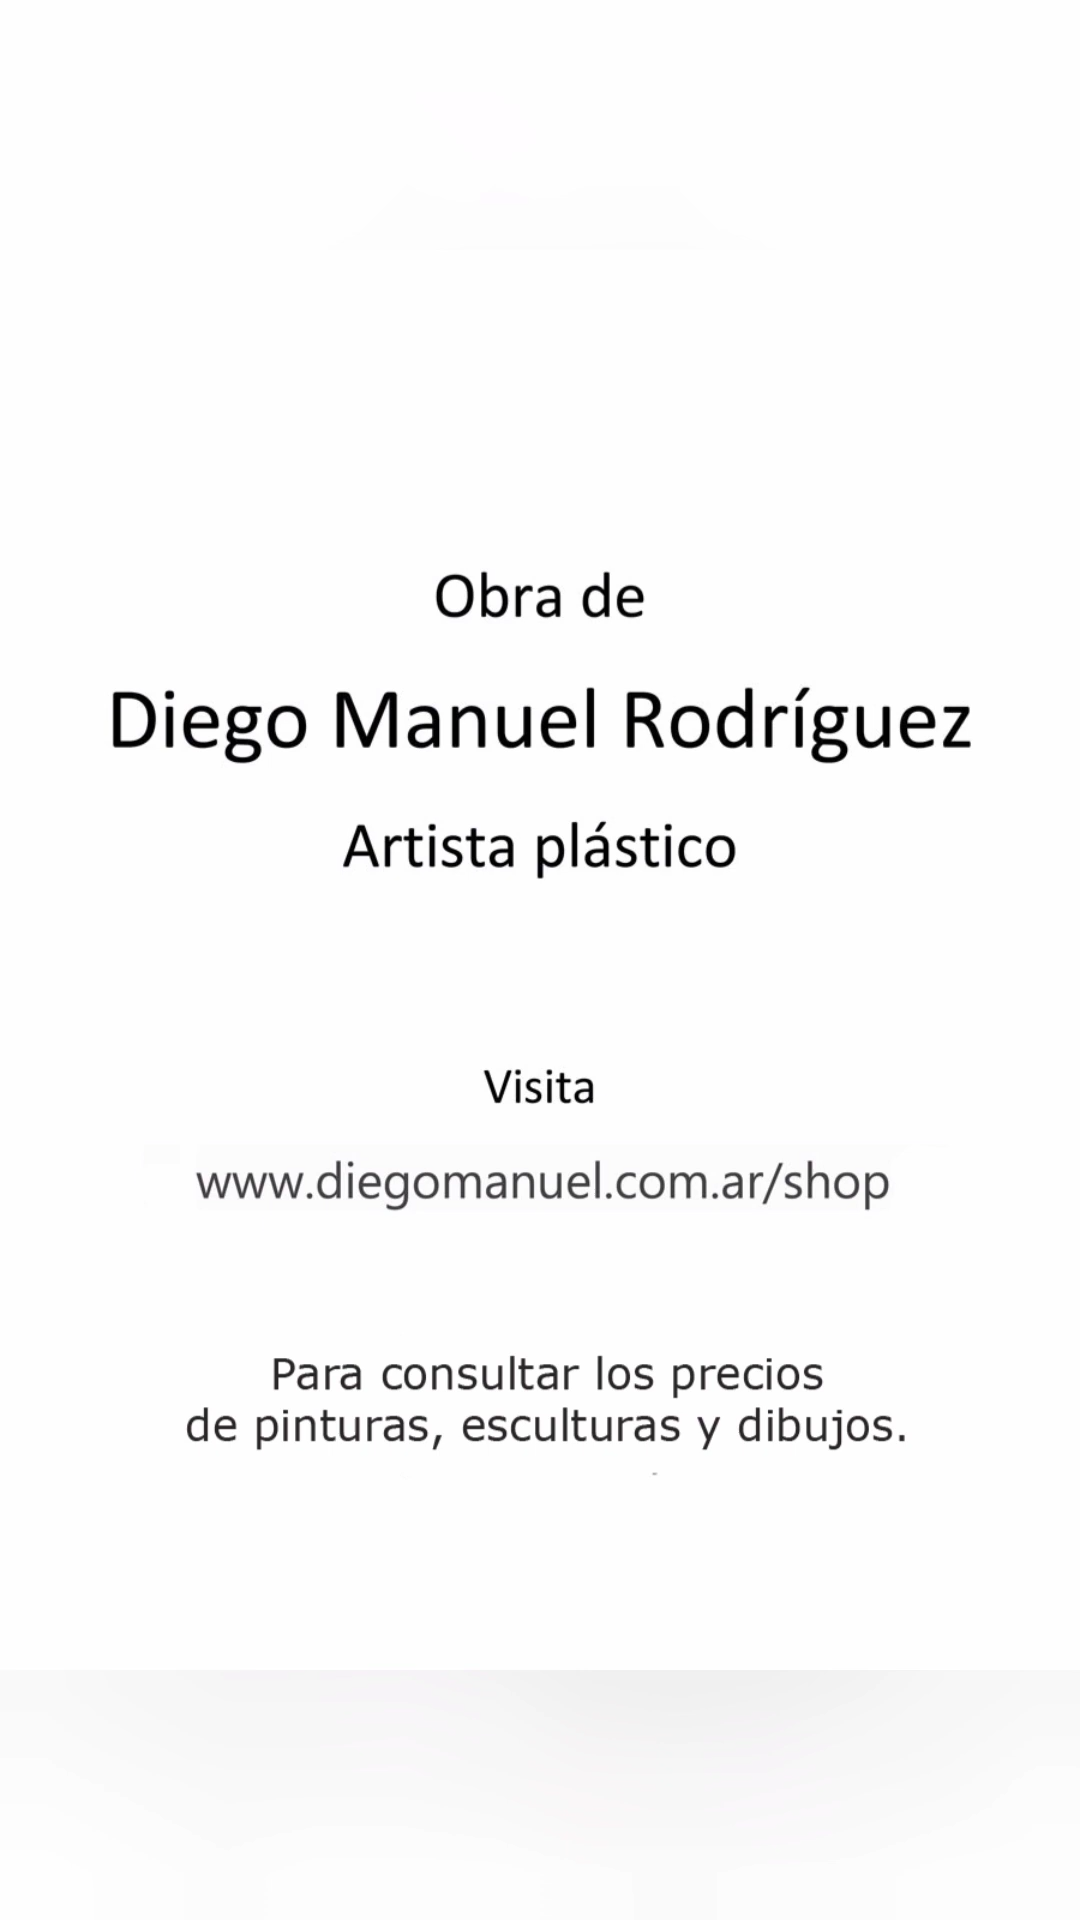 Obra de
Diego Manuel Rodríguez
Artista plástico
Visita
www.diegomanuel.com.ar/shop
Para consultar los precios
de pinturas, esculturas y dibujos.